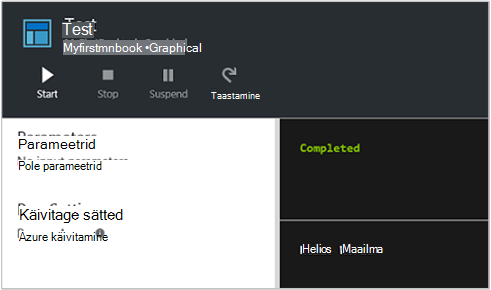 Test
Myfirstmnbook •Graphical
Start Stop Suspend Taastamine
Parameetrid
Pole parameetrid
Käivitage sätted
Azure käivitamine
Completed
Helios Maailma